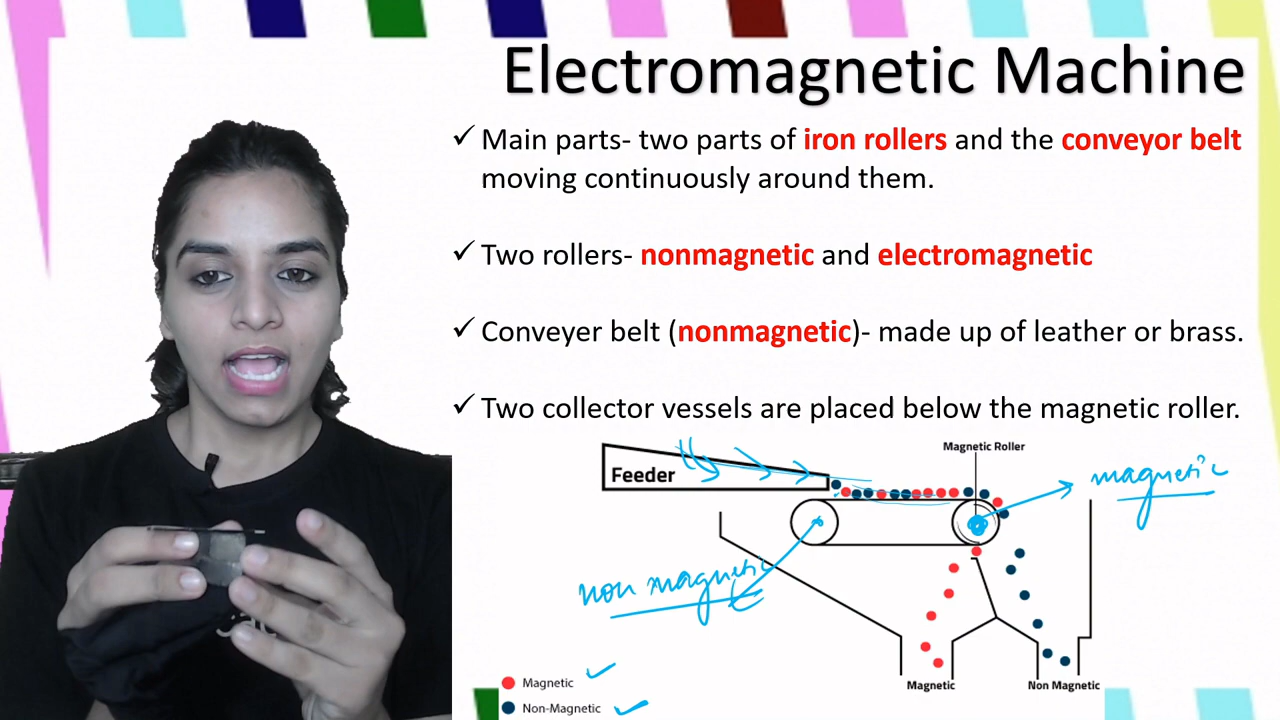 Electromagnetic Machine
✓ Main parts- two parts of iron rollers and the conveyor belt
moving continuously around them.
✓ Two rollers- nonmagnetic and electromagnetic
✓ Conveyer belt (nonmagnetic)- made up of leather or brass.
✓ Two collector vessels are placed below the magnetic roller.
Magnetic Roller
Feeder
magnetic
non magnetic
Magnetic
Non Magnetic
Magnetic
Non-Magnetic